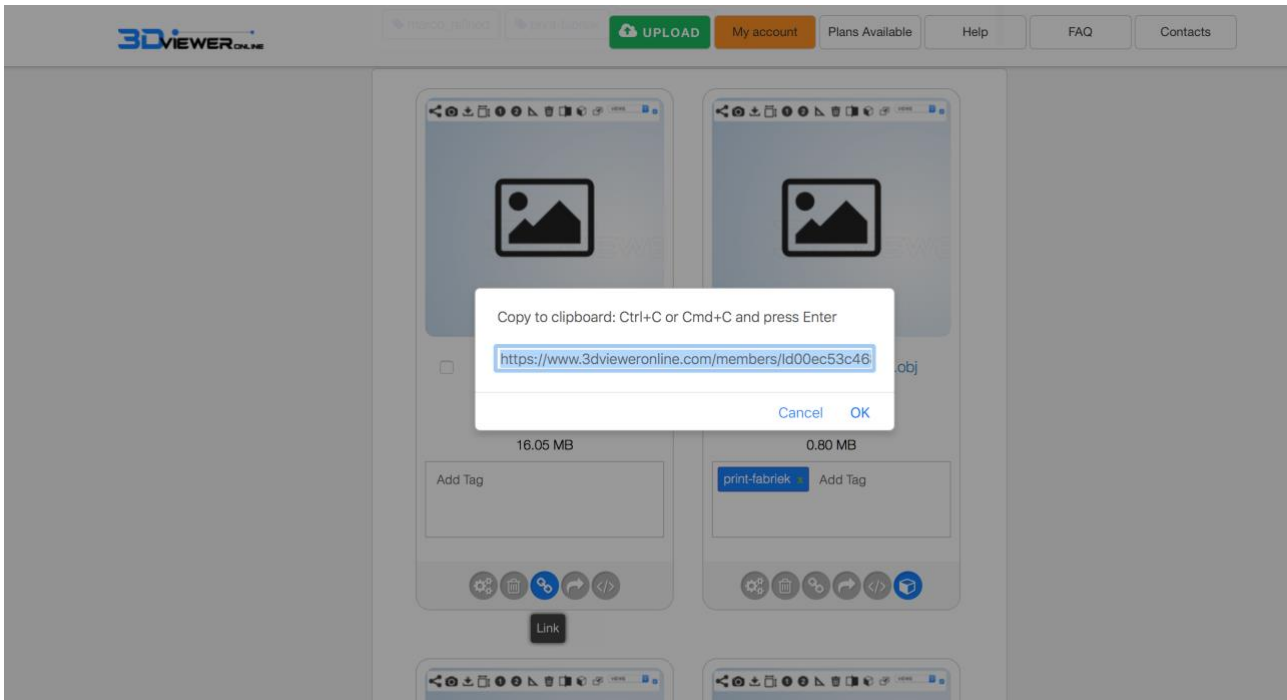 3DVIEWER ONLINE
UPLOAD
My account
Plans Available
Help
FAQ
Contacts
Copy to clipboard: Ctrl+C or Cmd+C and press Enter
https://www.3dvieweronline.com/members/Id00ec53c46
.obj
Cancel
OK
16.05 MB
0.80 MB
Add Tag
print-fabriek x
Add Tag
Link